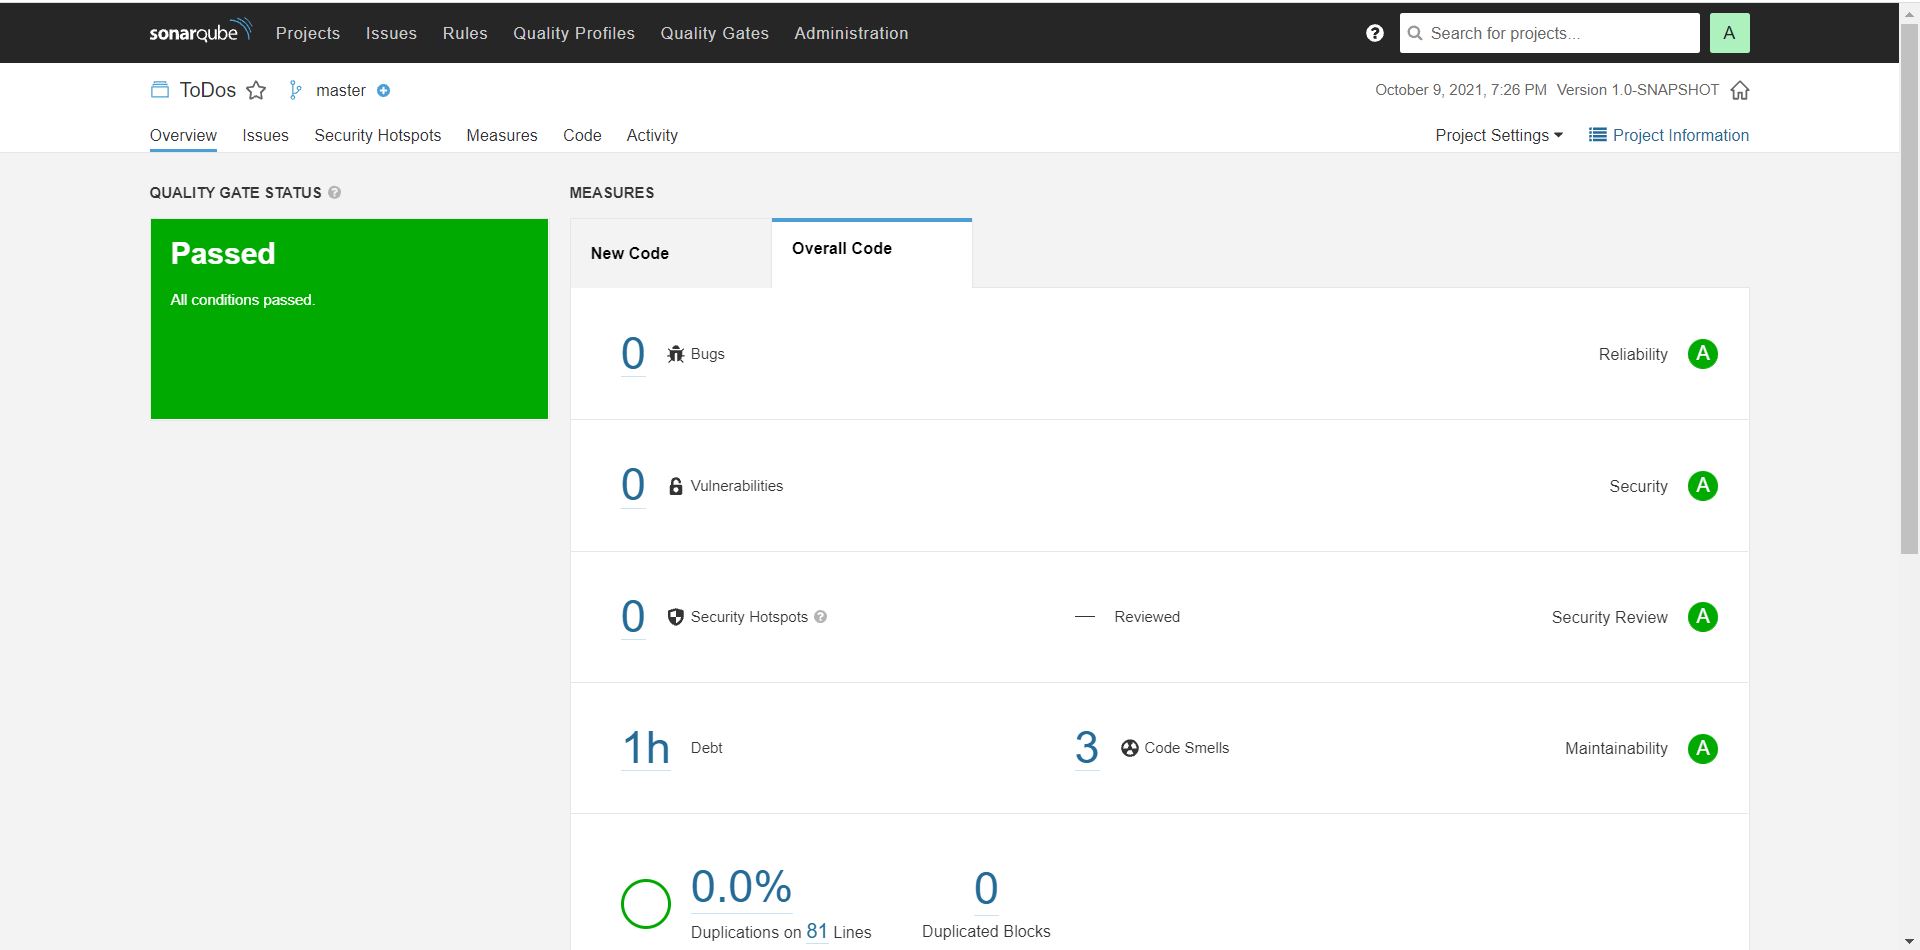 sonarqube Projects Issues Rules Quality Profiles Quality Gates Administration ? Search for projects... A
ToDos master October 9, 2021, 7:26 PM Version 1.0-SNAPSHOT
Overview Issues Security Hotspots Measures Code Activity Project Settings Project Information
QUALITY GATE STATUS ? MEASURES
Passed
All conditions passed.
New Code Overall Code
0 Bugs Reliability A
0 Vulnerabilities Security A
0 Security Hotspots ? — Reviewed Security Review A
1h Debt 3 Code Smells Maintainability A
0.0% 0
Duplications on 81 Lines Duplicated Blocks